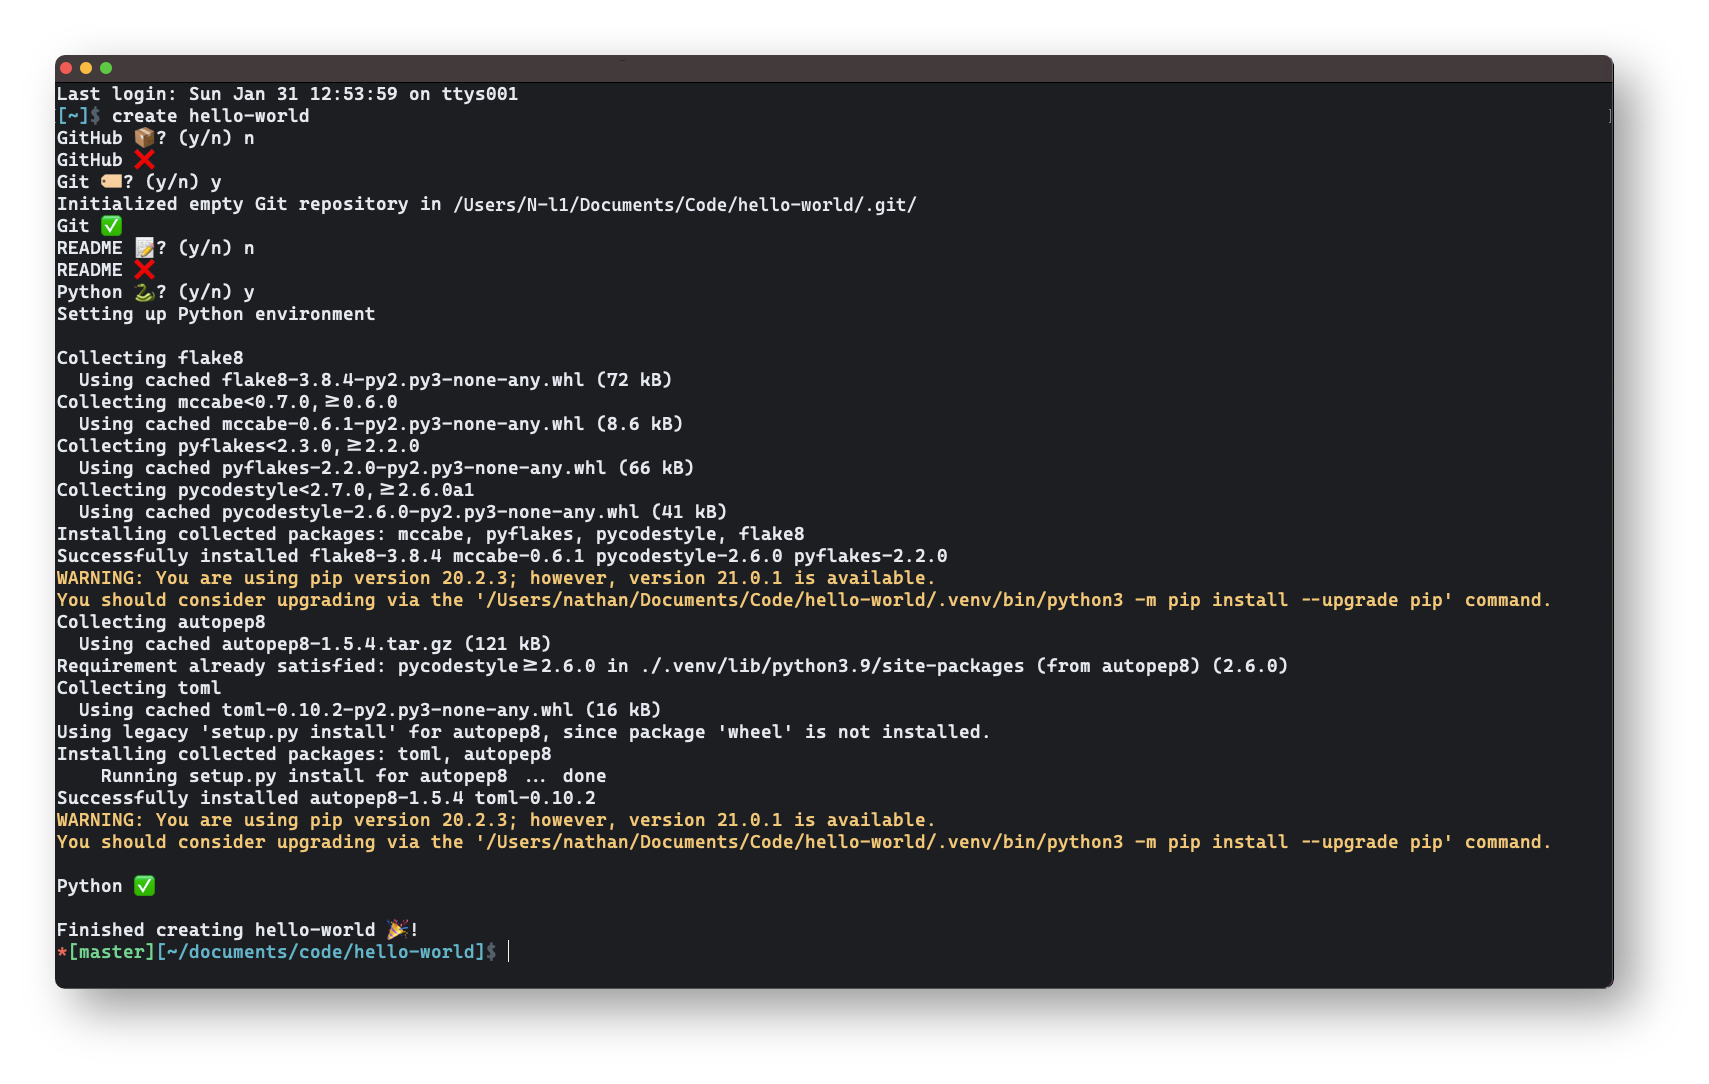 Last login: Sun Jan 31 12:53:59 on ttys001
[~]$ create hello-world
GitHub 📦? (y/n) n
GitHub ❌
Git 🏷️? (y/n) y
Initialized empty Git repository in /Users/N-l1/Documents/Code/hello-world/.git/
Git ✅
README 📝? (y/n) n
README ❌
Python 🐍? (y/n) y
Setting up Python environment

Collecting flake8
  Using cached flake8-3.8.4-py2.py3-none-any.whl (72 kB)
Collecting mccabe<0.7.0,≥0.6.0
  Using cached mccabe-0.6.1-py2.py3-none-any.whl (8.6 kB)
Collecting pyflakes<2.3.0,≥2.2.0
  Using cached pyflakes-2.2.0-py2.py3-none-any.whl (66 kB)
Collecting pycodestyle<2.7.0,≥2.6.0a1
  Using cached pycodestyle-2.6.0-py2.py3-none-any.whl (41 kB)
Installing collected packages: mccabe, pyflakes, pycodestyle, flake8
Successfully installed flake8-3.8.4 mccabe-0.6.1 pycodestyle-2.6.0 pyflakes-2.2.0
WARNING: You are using pip version 20.2.3; however, version 21.0.1 is available.
You should consider upgrading via the '/Users/nathan/Documents/Code/hello-world/.venv/bin/python3 -m pip install --upgrade pip' command.
Collecting autopep8
  Using cached autopep8-1.5.4.tar.gz (121 kB)
Requirement already satisfied: pycodestyle≥2.6.0 in ./.venv/lib/python3.9/site-packages (from autopep8) (2.6.0)
Collecting toml
  Using cached toml-0.10.2-py2.py3-none-any.whl (16 kB)
Using legacy 'setup.py install' for autopep8, since package 'wheel' is not installed.
Installing collected packages: toml, autopep8
    Running setup.py install for autopep8 ... done
Successfully installed autopep8-1.5.4 toml-0.10.2
WARNING: You are using pip version 20.2.3; however, version 21.0.1 is available.
You should consider upgrading via the '/Users/nathan/Documents/Code/hello-world/.venv/bin/python3 -m pip install --upgrade pip' command.

Python ✅

Finished creating hello-world 🎉!
*[master][~/documents/code/hello-world]$